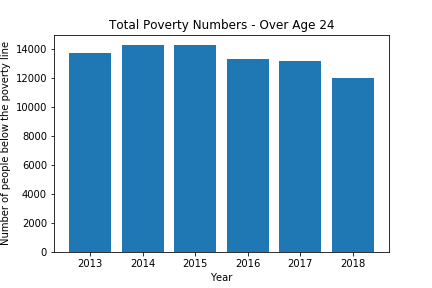 Total Poverty Numbers - Over Age 24
Number of people below the poverty line
14000
12000
10000
8000
6000
4000
2000
0
2013 2014 2015 2016 2017 2018
Year